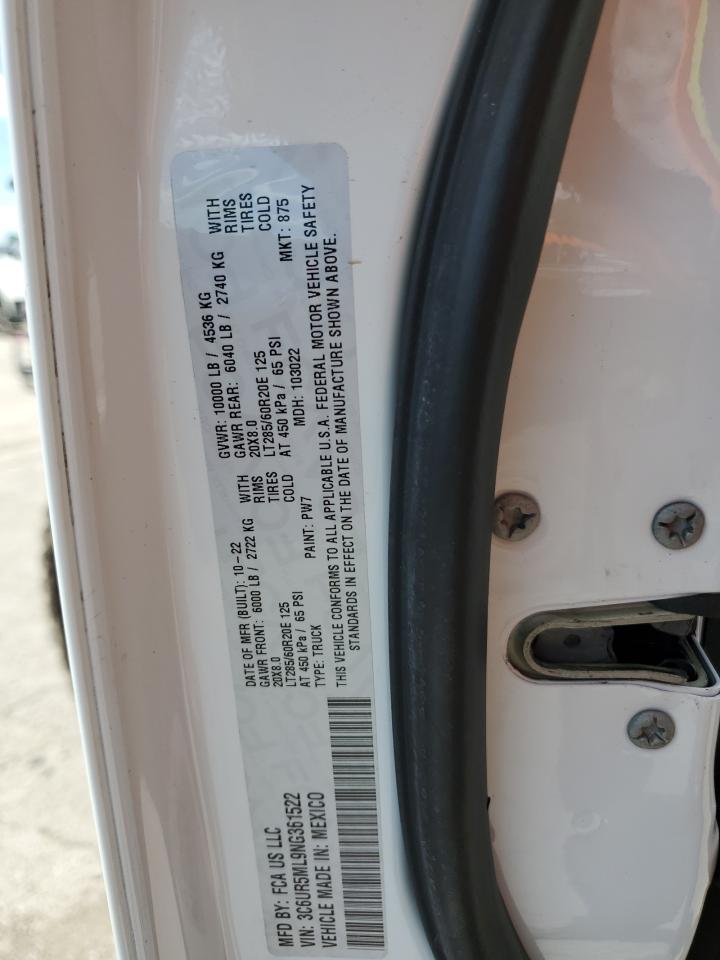 MFD BY: FCA US LLC
DATE OF MFR (BUILT): 10-22
GVWR: 10000 LB / 4536 KG
GAWR FRONT: 6000 LB / 2722 KG WITH
GAWR REAR: 6040 LB / 2740 KG WITH
20X8.0 RIMS
20X8.0 RIMS
LT285/60R20E 125 TIRES
LT285/60R20E 125 TIRES
AT 450 kPa / 65 PSI COLD
AT 450 kPa / 65 PSI COLD
VIN: 3C6UR5ML9NG361522
TYPE: TRUCK
PAINT: PW7
MDH: 103022
MKT: 875
VEHICLE MADE IN: MEXICO
THIS VEHICLE CONFORMS TO ALL APPLICABLE U.S.A. FEDERAL MOTOR VEHICLE SAFETY
STANDARDS IN EFFECT ON THE DATE OF MANUFACTURE SHOWN ABOVE.